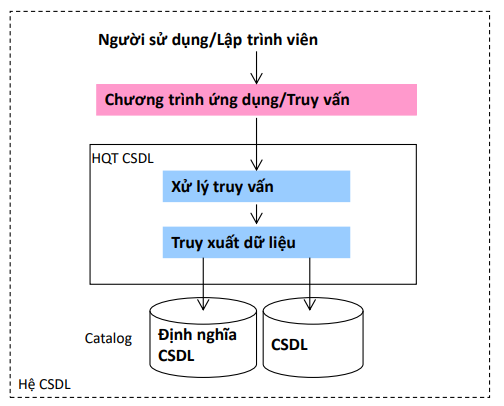 Người sử dụng/Lập trình viên
Chương trình ứng dụng/Truy vấn
HQT CSDL
Xử lý truy vấn
Truy xuất dữ liệu
Catalog
Định nghĩa
CSDL
CSDL
Hệ CSDL